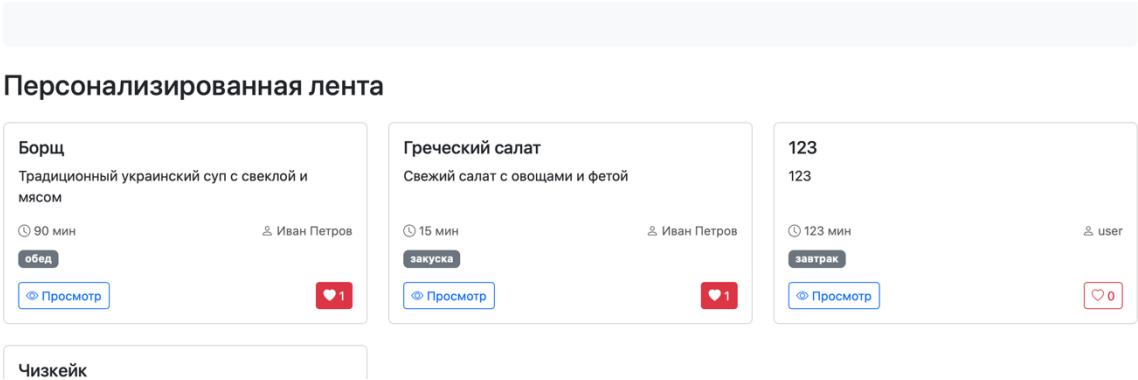 Персонализированная лента
Борщ
Традиционный украинский суп с свеклой и
мясом
90 мин
Иван Петров
обед
Просмотр
1
Греческий салат
Свежий салат с овощами и фетой
15 мин
Иван Петров
закуска
Просмотр
1
123
123
123 мин
user
завтрак
Просмотр
0
Чизкейк